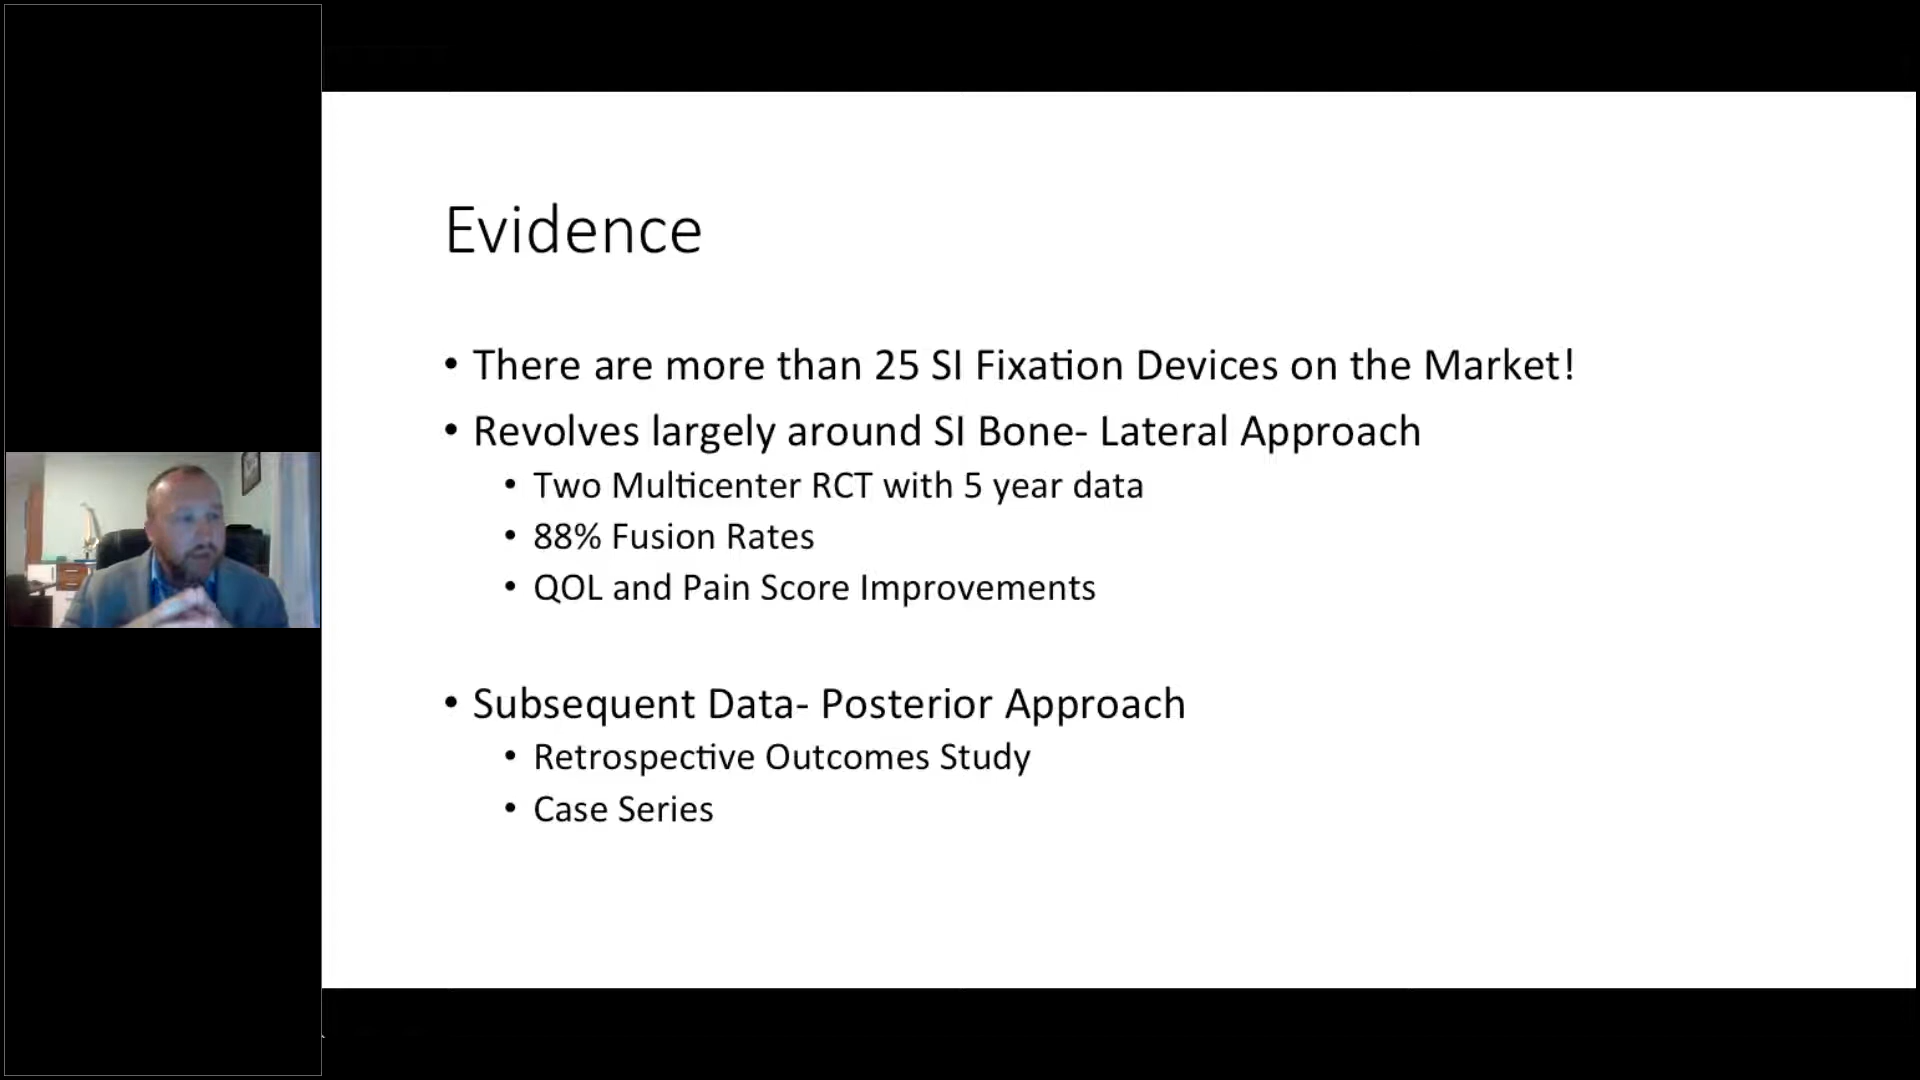 Evidence
• There are more than 25 SI Fixation Devices on the Market!
• Revolves largely around SI Bone- Lateral Approach
• Two Multicenter RCT with 5 year data
• 88% Fusion Rates
• QOL and Pain Score Improvements
• Subsequent Data- Posterior Approach
• Retrospective Outcomes Study
• Case Series